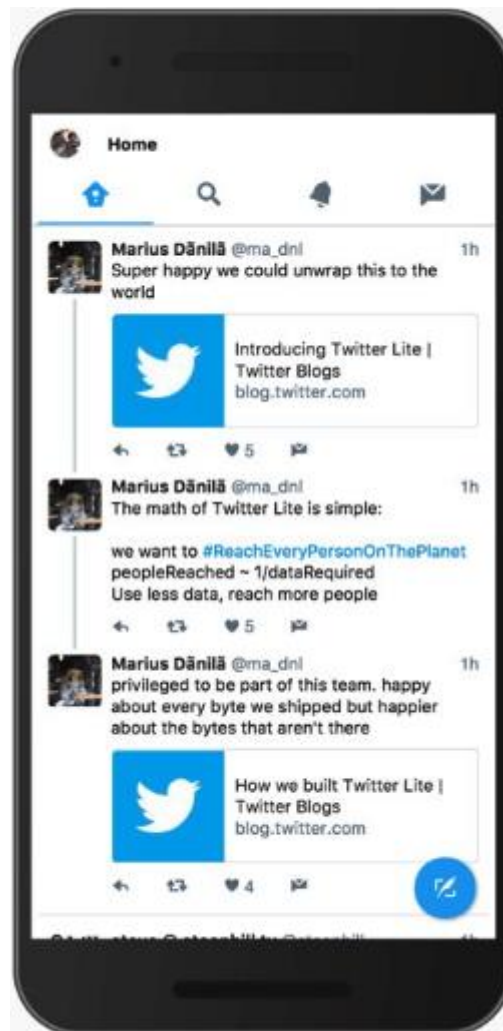 Home
Marius Dănilă @ma_dnl 1h
Super happy we could unwrap this to the
world
Introducing Twitter Lite |
Twitter Blogs
blog.twitter.com
5
Marius Dănilă @ma_dnl 1h
The math of Twitter Lite is simple:
we want to #ReachEveryPersonOnThePlanet
peopleReached ~ 1/dataRequired
Use less data, reach more people
5
Marius Dănilă @ma_dnl 1h
privileged to be part of this team. happy
about every byte we shipped but happier
about the bytes that aren't there
How we built Twitter Lite |
Twitter Blogs
blog.twitter.com
4